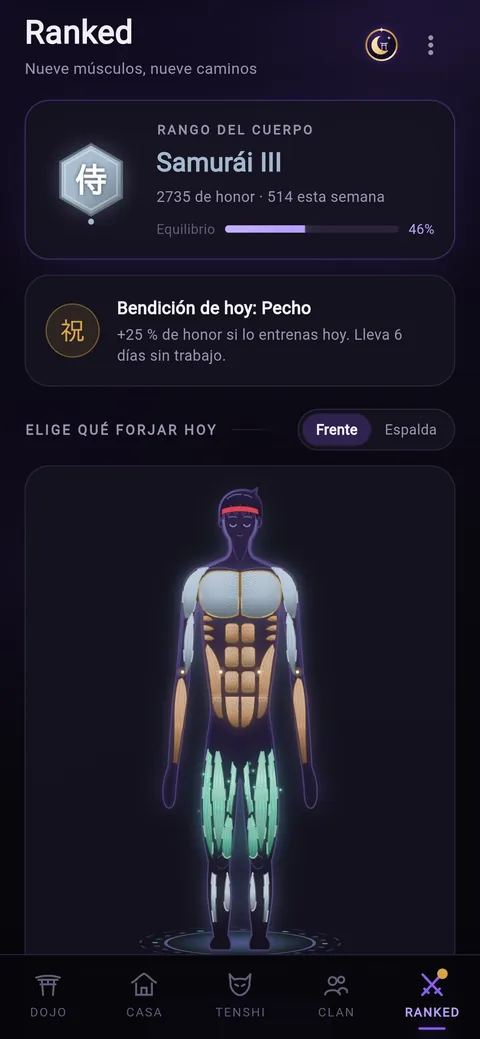 Ranked
Nueve músculos, nueve caminos
RANGO DEL CUERPO
侍
Samurái III
2735 de honor · 514 esta semana
Equilibrio 46%
祝
Bendición de hoy: Pecho
+25 % de honor si lo entrenas hoy. Lleva 6
días sin trabajo.
ELIGE QUÉ FORJAR HOY
Frente Espalda
DOJO CASA TENSHI CLAN RANKED